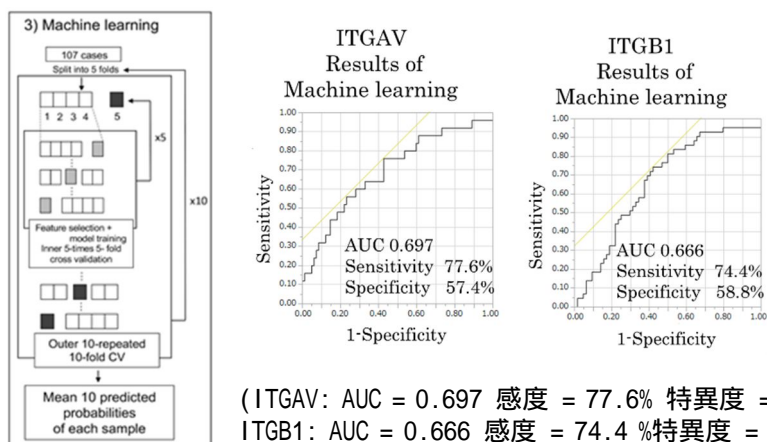 3) Machine learning
107 cases
Split into 5 folds
1 2 3 4 5
x5
x10
Feature selection +
model training
Inner 5-times 5- fold
cross validation
Outer 10-repeated
10-fold CV
Mean 10 predicted
probabilities
of each sample
ITGAV
Results of
Machine learning
Sensitivity
1.00
0.90
0.80
0.70
0.60
0.50
0.40
0.30
0.20
0.10
0.00
AUC 0.697
Sensitivity 77.6%
Specificity 57.4%
0.00 0.20 0.40 0.60 0.80 1.00
1-Specificity
ITGB1
Results of
Machine learning
Sensitivity
1.00
0.90
0.80
0.70
0.60
0.50
0.40
0.30
0.20
0.10
0.00
AUC 0.666
Sensitivity 74.4%
Specificity 58.8%
0.00 0.20 0.40 0.60 0.80 1.00
1-Specificity
(ITGAV: AUC = 0.697 感度 = 77.6% 特異度 =
ITGB1: AUC = 0.666 感度 = 74.4 %特異度 =